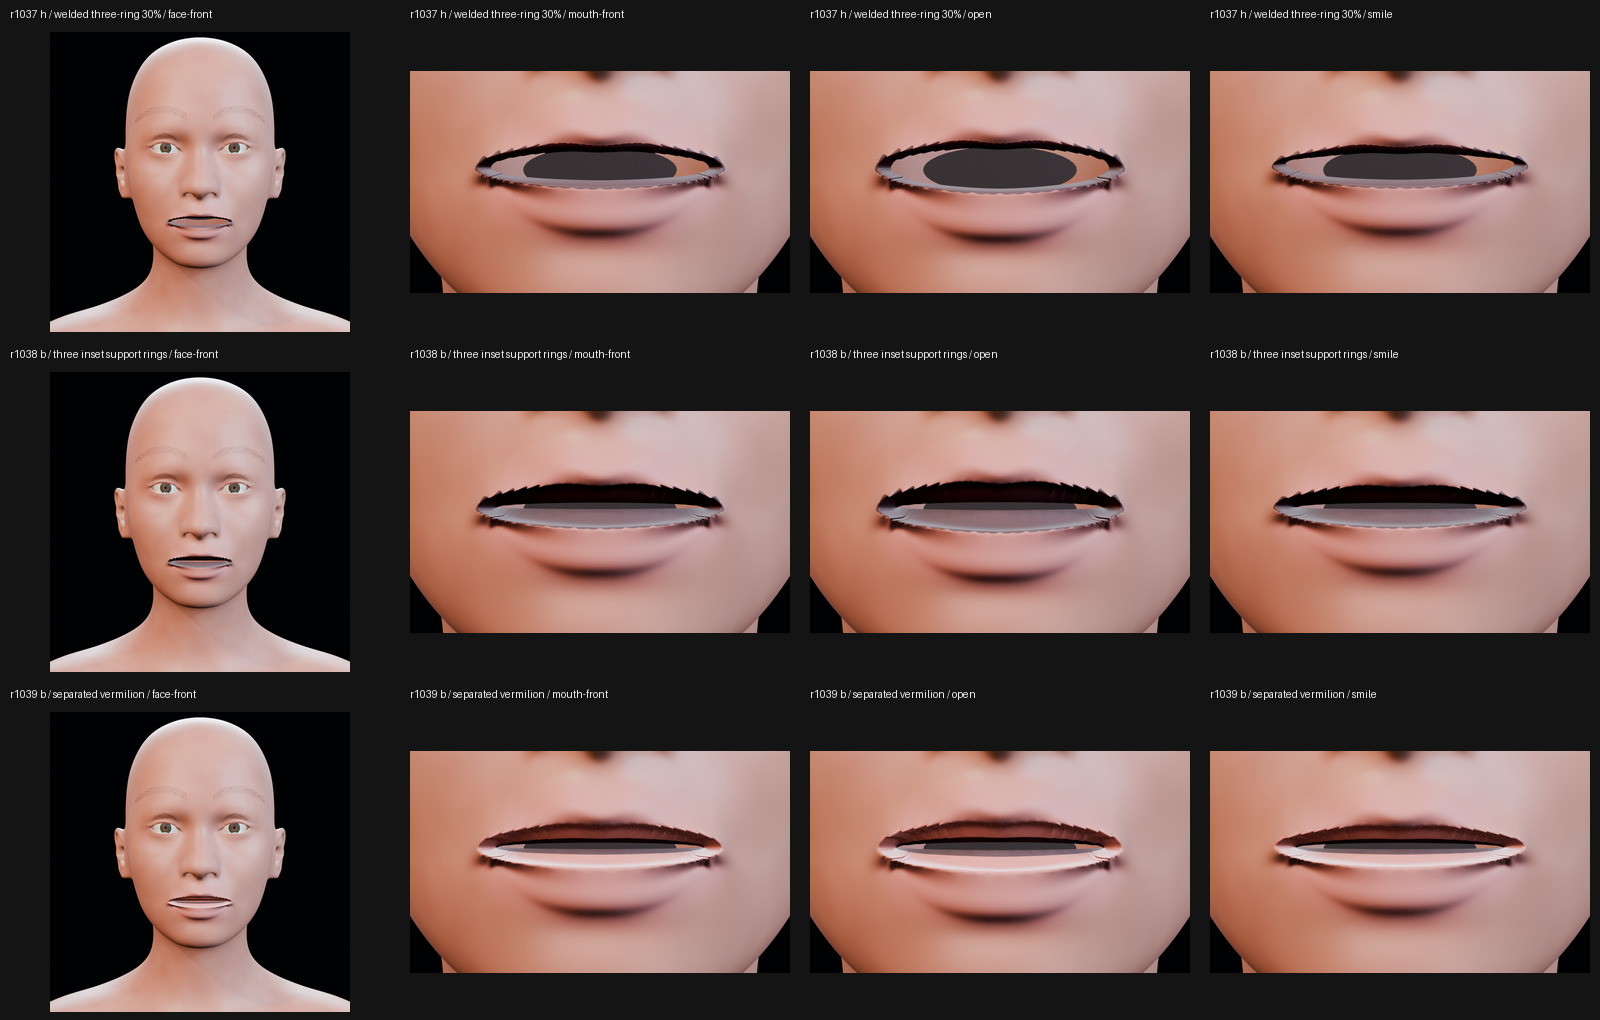 r1037 h / welded three-ring 30% / face-front
r1037 h / welded three-ring 30% / mouth-front
r1037 h / welded three-ring 30% / open
r1037 h / welded three-ring 30% / smile
r1038 b / three inset support rings / face-front
r1038 b / three inset support rings / mouth-front
r1038 b / three inset support rings / open
r1038 b / three inset support rings / smile
r1039 b / separated vermilion / face-front
r1039 b / separated vermilion / mouth-front
r1039 b / separated vermilion / open
r1039 b / separated vermilion / smile